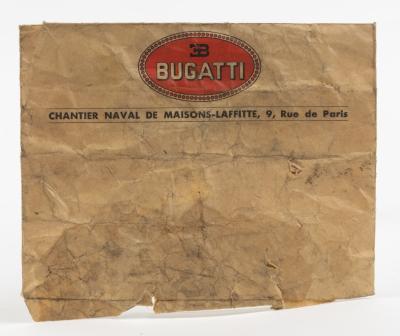 EB
BUGATTI
CHANTIER NAVAL DE MAISONS-LAFFITTE, 9, Rue de Paris